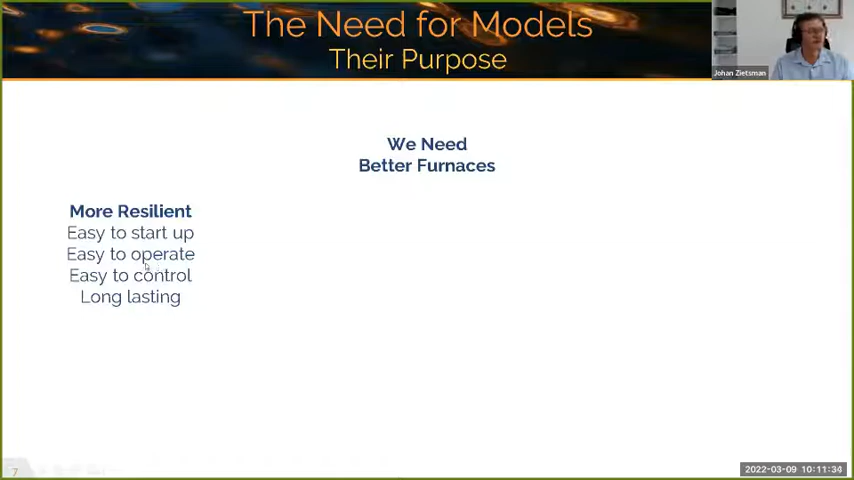 The Need for Models
Their Purpose
Johan Zietsman
We Need
Better Furnaces
More Resilient
Easy to start up
Easy to operate
Easy to control
Long lasting
7
2022-03-09 10:11:34